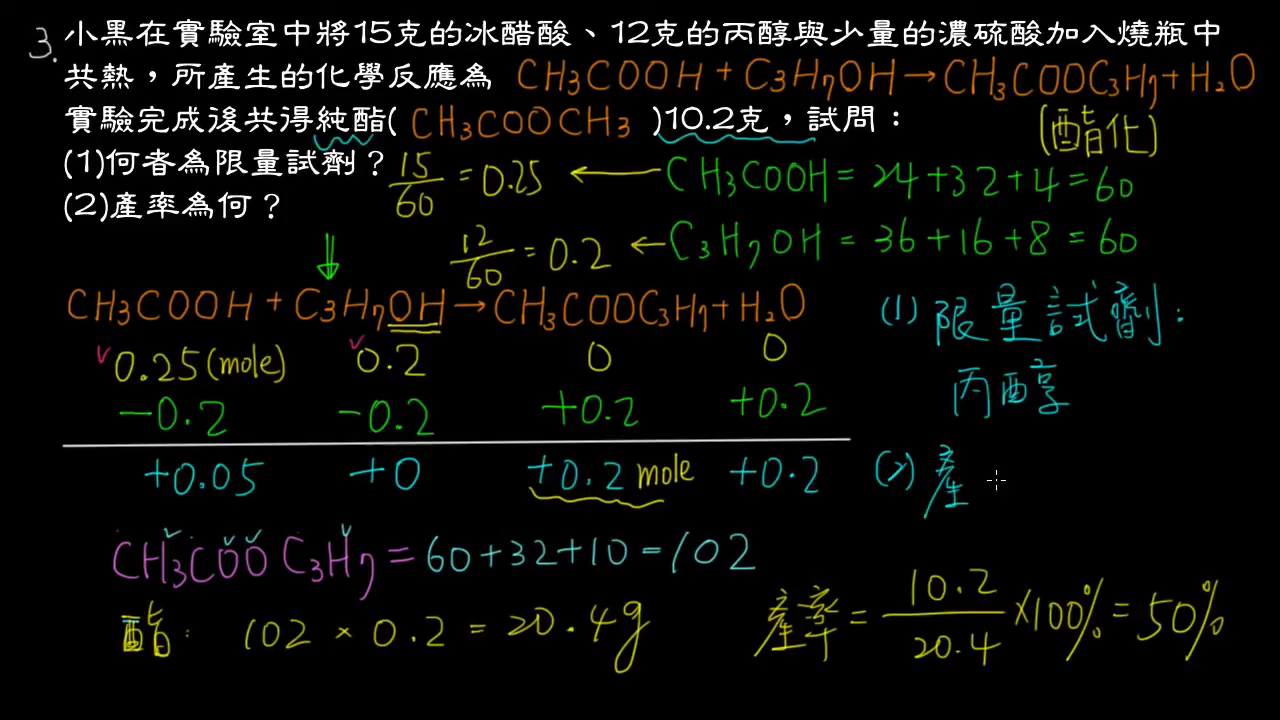 3. 小黑在實驗室中將15克的冰醋酸、12克的丙醇與少量的濃硫酸加入燒瓶中
共熱，所產生的化學反應為 CH3COOH + C3H7OH → CH3COOC3H7 + H2O
實驗完成後共得純酯( CH3COOCH3 )10.2克，試問：
(酯化)
(1)何者為限量試劑？
15/60 = 0.25 ← CH3COOH = 24+32+4 = 60
(2)產率為何？
12/60 = 0.2 ← C3H7OH = 36+16+8 = 60
CH3COOH + C3H7OH → CH3COOC3H7 + H2O
0.25(mole) 0.2 0 0
-0.2 -0.2 +0.2 +0.2
+0.05 +0 +0.2 mole +0.2
(1) 限量試劑：
丙醇
(2) 產
CH3COOC3H7 = 60+32+10 = 102
酯： 102 × 0.2 = 20.4g
產率 = 10.2/20.4 ×100% = 50%